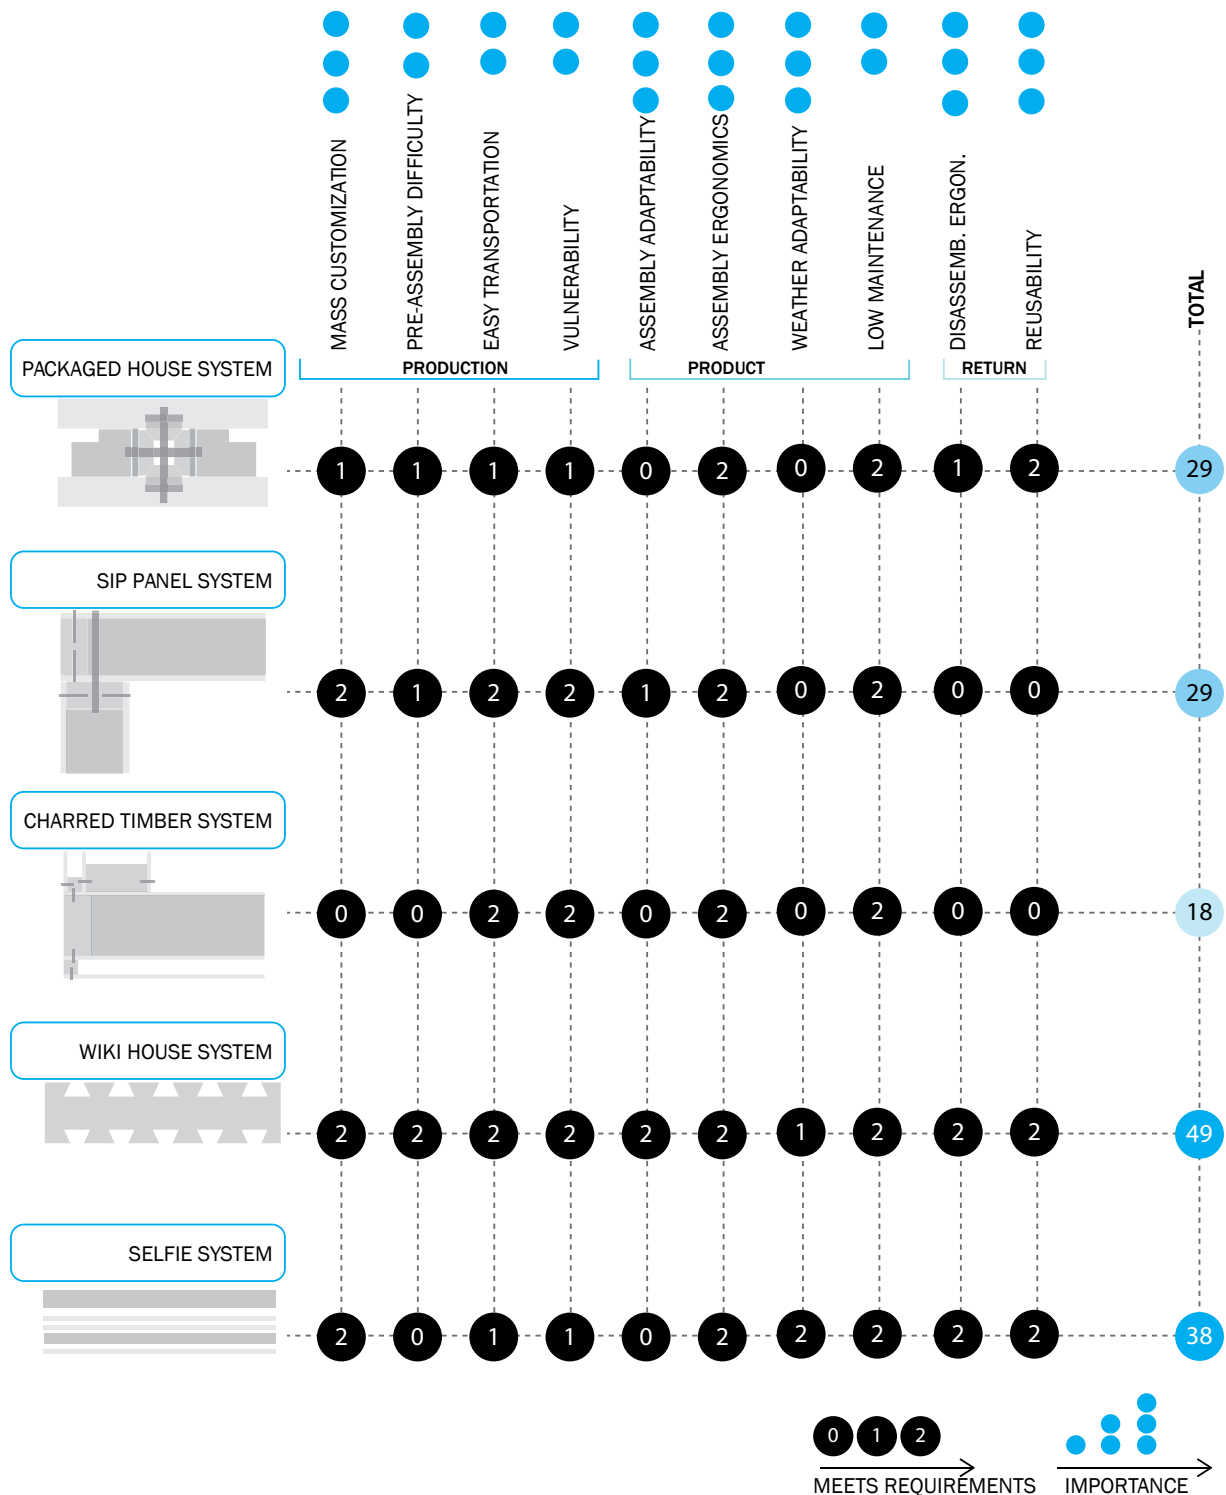 MASS CUSTOMIZATION
PRE-ASSEMBLY DIFFICULTY
EASY TRANSPORTATION
VULNERABILITY
ASSEMBLY ADAPTABILITY
ASSEMBLY ERGONOMICS
WEATHER ADAPTABILITY
LOW MAINTENANCE
DISASSEMB. ERGON.
REUSABILITY
TOTAL
PRODUCTION
PRODUCT
RETURN
PACKAGED HOUSE SYSTEM
1 1 1 1 0 2 0 2 1 2 29
SIP PANEL SYSTEM
2 1 2 2 1 2 0 2 0 0 29
CHARRED TIMBER SYSTEM
0 0 2 2 0 2 0 2 0 0 18
WIKI HOUSE SYSTEM
2 2 2 2 2 2 1 2 2 2 49
SELFIE SYSTEM
2 0 1 1 0 2 2 2 2 2 38
0 1 2
MEETS REQUIREMENTS
IMPORTANCE